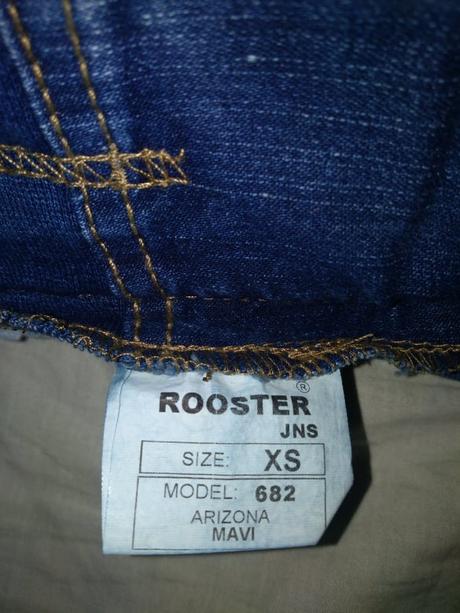 ROOSTER®
JNS
SIZE: XS
MODEL: 682
ARIZONA
MAVI